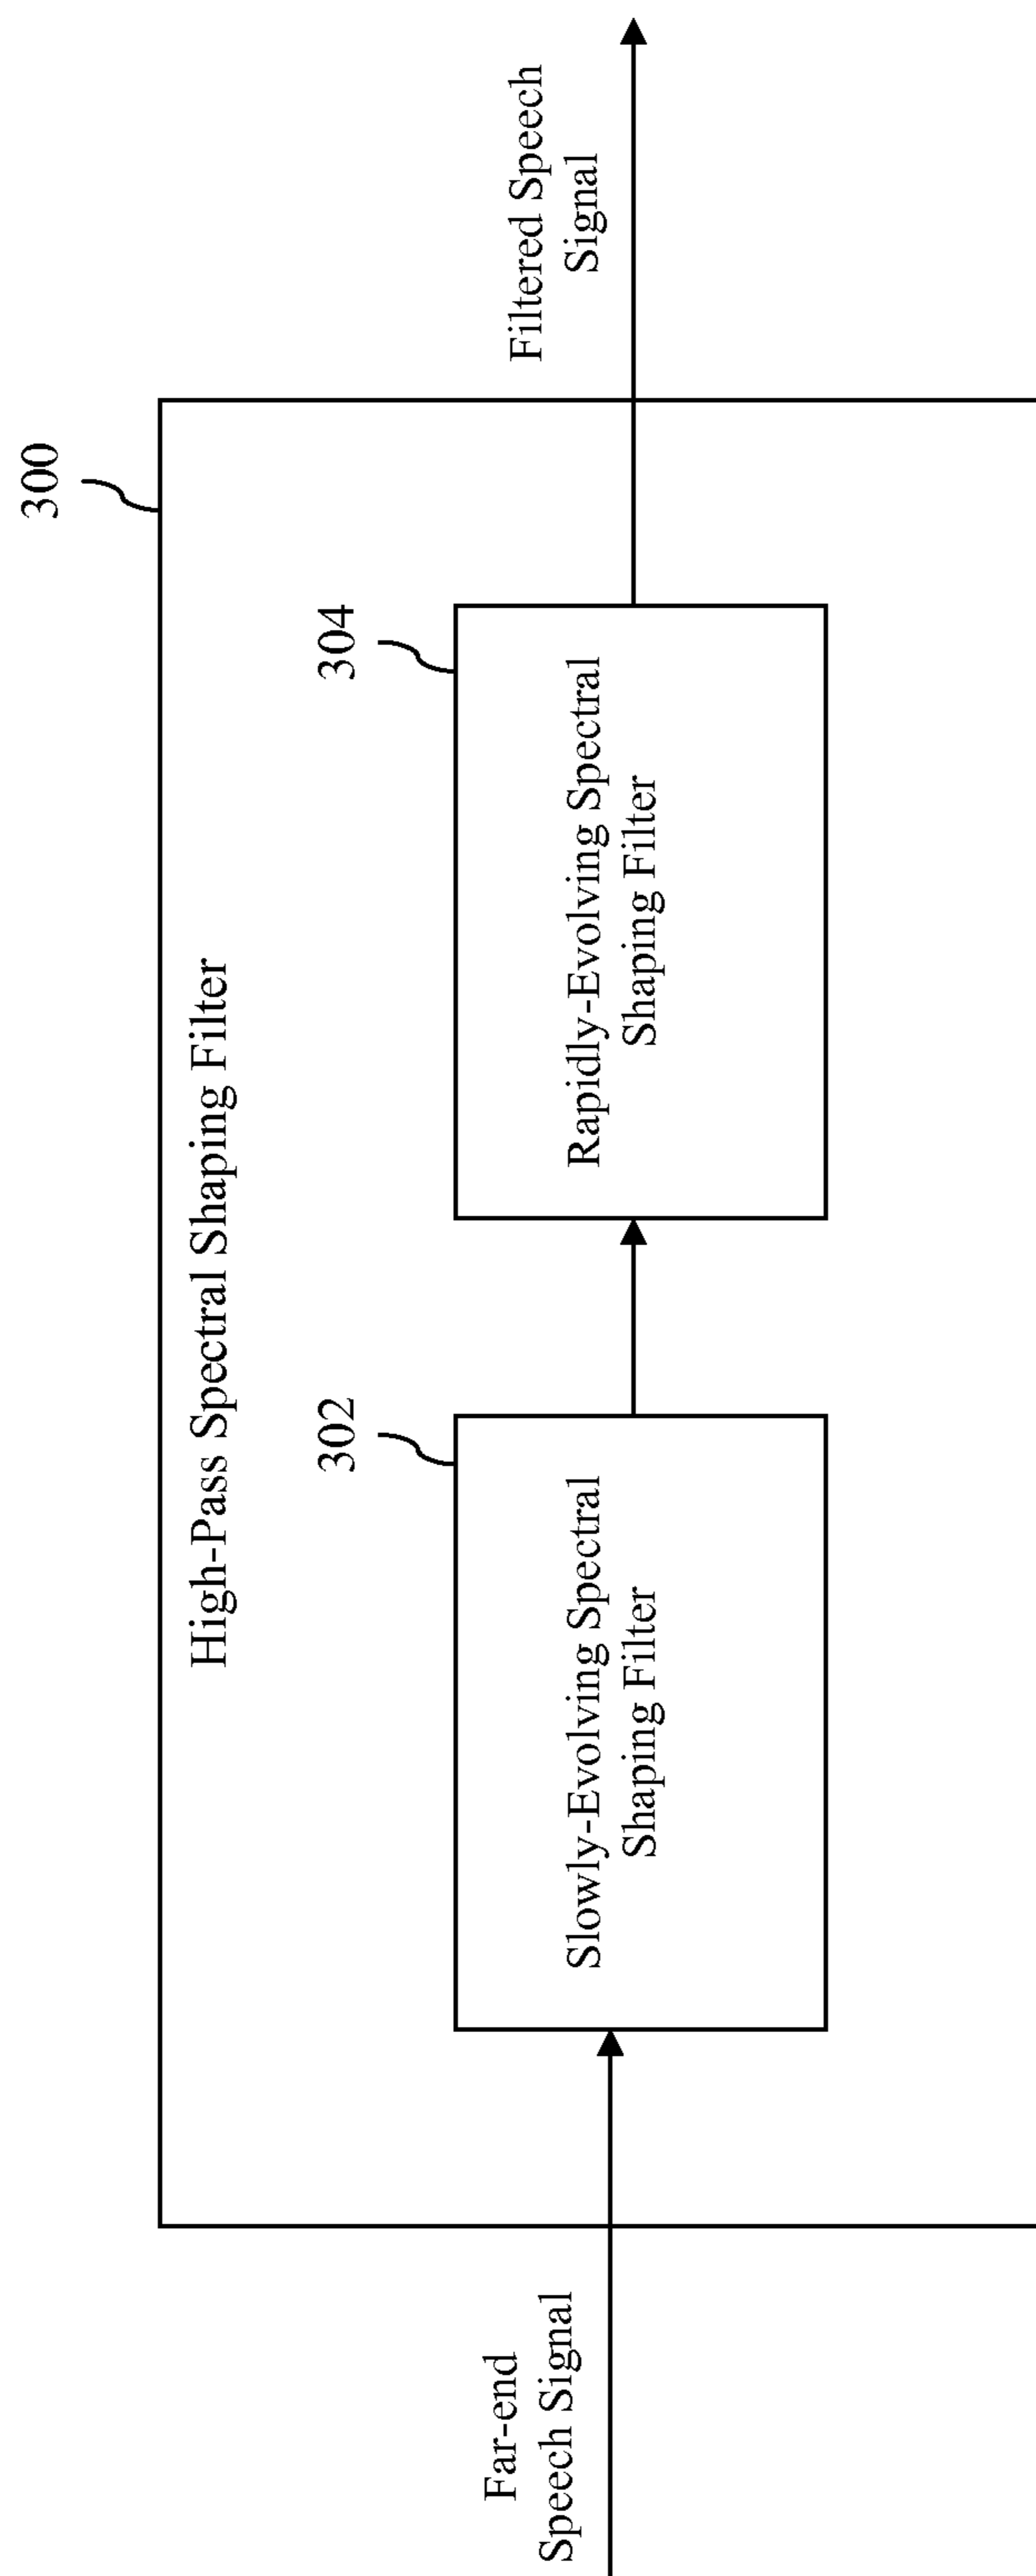 300
High-Pass Spectral Shaping Filter
302
304
Far-end
Speech Signal
Slowly-Evolving Spectral
Shaping Filter
Rapidly-Evolving Spectral
Shaping Filter
Filtered Speech
Signal